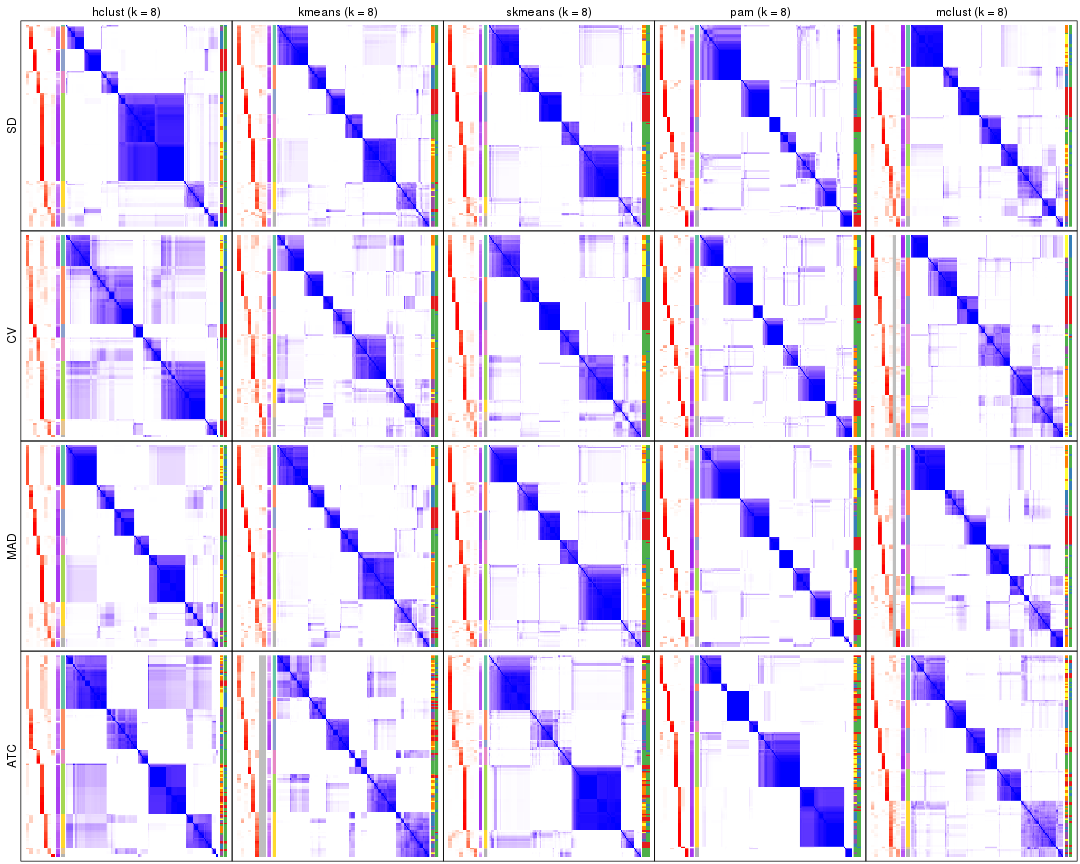 hclust (k = 8) kmeans (k = 8) skmeans (k = 8) pam (k = 8) mclust (k = 8)
SD
CV
MAD
ATC